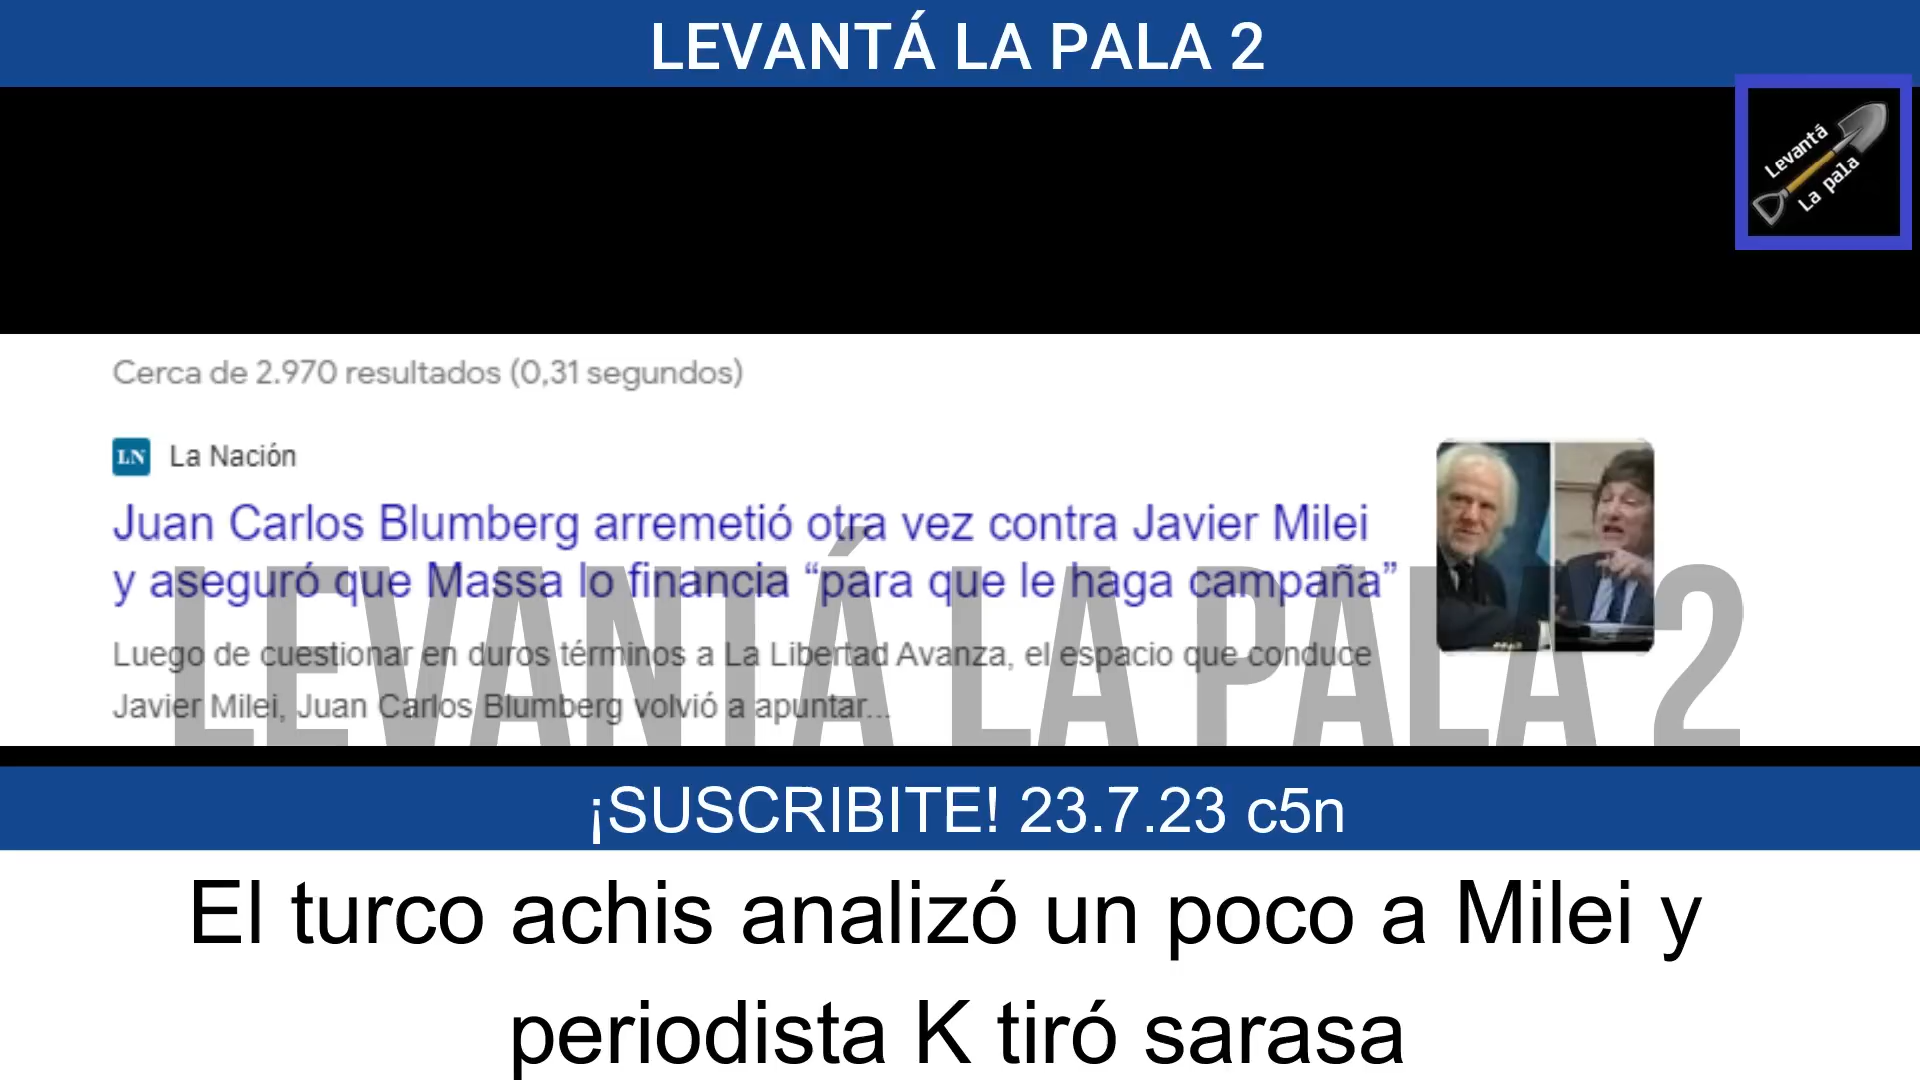 LEVANTÁ LA PALA 2
Levantá
La pala
Cerca de 2.970 resultados (0,31 segundos)
LN La Nación
Juan Carlos Blumberg arremetió otra vez contra Javier Milei
y aseguró que Massa lo financia “para que le haga campaña”
Luego de cuestionar en duros términos a La Libertad Avanza, el espacio que conduce
Javier Milei, Juan Carlos Blumberg volvió a apuntar...
LEVANTÁ LA PALA 2
¡SUSCRIBITE! 23.7.23 c5n
El turco achis analizó un poco a Milei y
periodista K tiró sarasa